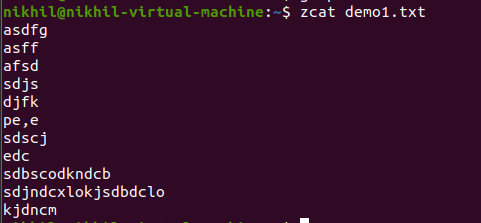 nikhil@nikhil-virtual-machine:~$ zcat demo1.txt
asdfg
asff
afsd
sdjs
djfk
pe,e
sdscj
edc
sdbscodkndcb
sdjndcxlokjsdbdclo
kjdncm